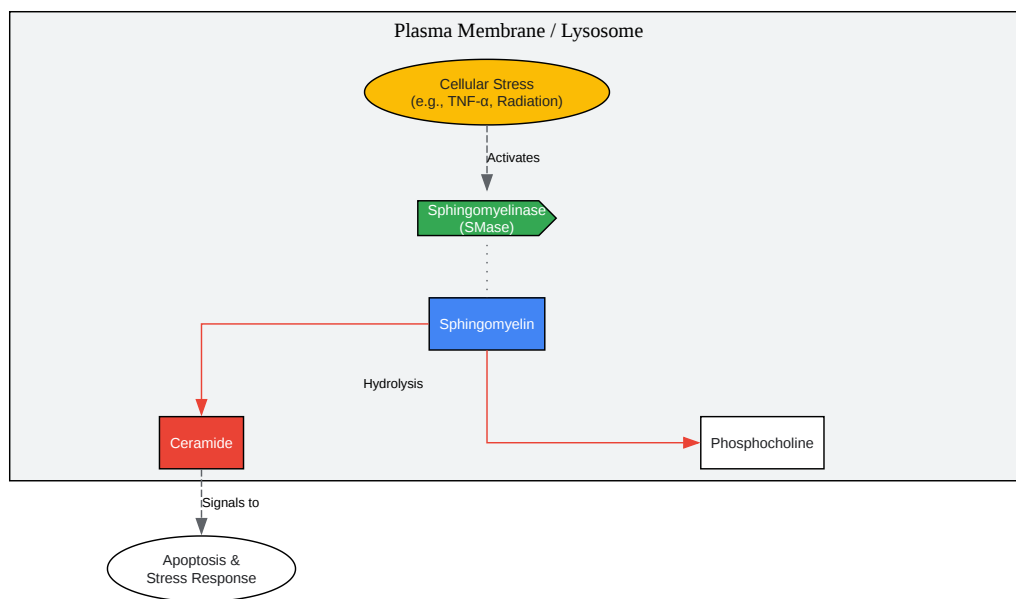 Plasma Membrane / Lysosome
Cellular Stress
(e.g., TNF-α, Radiation)
Activates
Sphingomyelinase
(SMase)
Sphingomyelin
Hydrolysis
Ceramide
Phosphocholine
Signals to
Apoptosis &
Stress Response